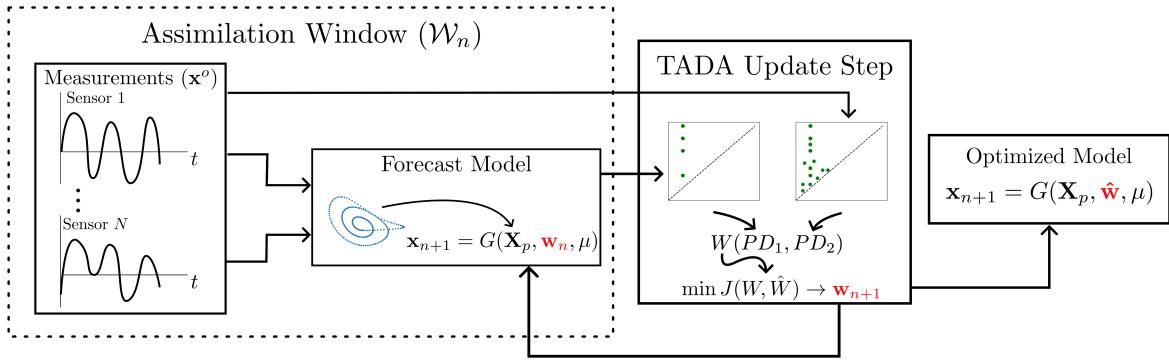 Assimilation Window (𝒲ₙ)
Measurements (𝐱ᵒ)
Sensor 1
t
Sensor N
t
Forecast Model
𝐱ₙ₊₁ = G(𝐗ₚ, 𝐰ₙ, μ)
TADA Update Step
W(PD₁, PD₂)
min J(W, Ŵ) → 𝐰ₙ₊₁
Optimized Model
𝐱ₙ₊₁ = G(𝐗ₚ, 𝐰̂, μ)